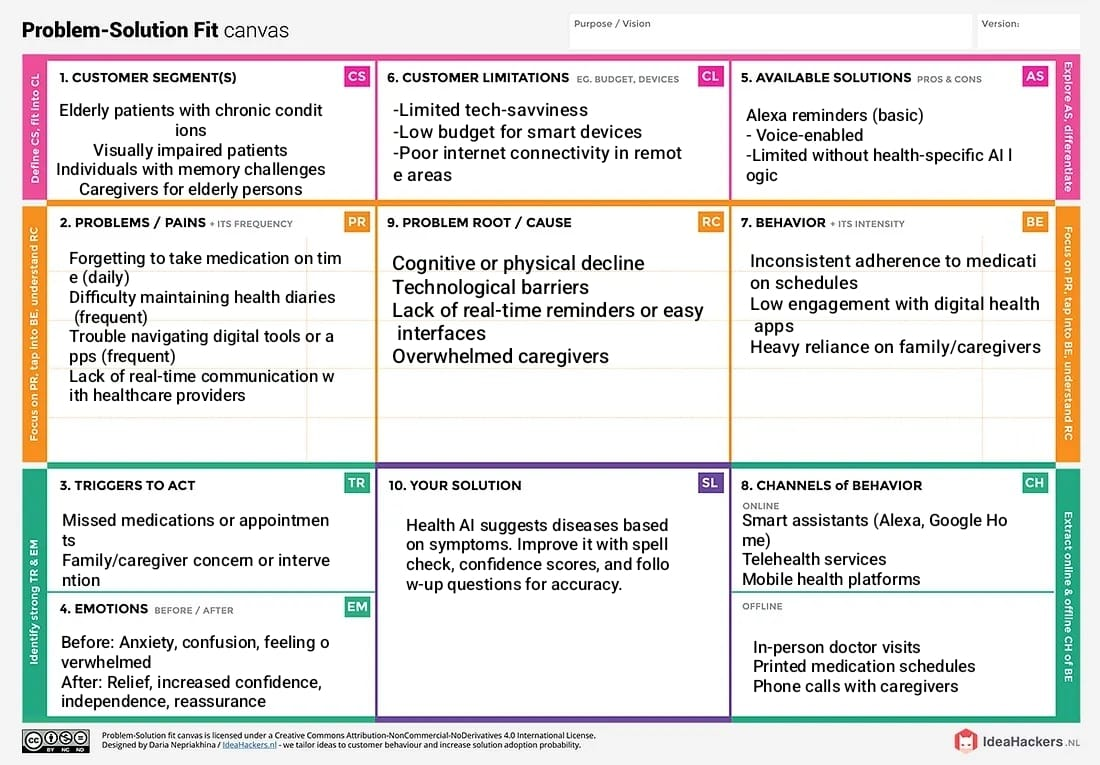 Problem-Solution Fit canvas
Purpose / Vision
Version:
Define CS, fit into CL
1. CUSTOMER SEGMENT(S)
CS
Elderly patients with chronic condit
ions
Visually impaired patients
Individuals with memory challenges
Caregivers for elderly persons
6. CUSTOMER LIMITATIONS EG. BUDGET, DEVICES
CL
-Limited tech-savviness
-Low budget for smart devices
-Poor internet connectivity in remot
e areas
5. AVAILABLE SOLUTIONS PROS & CONS
AS
Alexa reminders (basic)
- Voice-enabled
-Limited without health-specific AI l
ogic
Explore AS, differentiate
Focus on PR, tap into BE, understand RC
2. PROBLEMS / PAINS + ITS FREQUENCY
PR
Forgetting to take medication on tim
e (daily)
Difficulty maintaining health diaries
(frequent)
Trouble navigating digital tools or a
pps (frequent)
Lack of real-time communication w
ith healthcare providers
9. PROBLEM ROOT / CAUSE
RC
Cognitive or physical decline
Technological barriers
Lack of real-time reminders or easy
interfaces
Overwhelmed caregivers
7. BEHAVIOR + ITS INTENSITY
BE
Inconsistent adherence to medicati
on schedules
Low engagement with digital health
apps
Heavy reliance on family/caregivers
Focus on PR, tap into BE, understand RC
Identify strong TR & EM
3. TRIGGERS TO ACT
TR
Missed medications or appointmen
ts
Family/caregiver concern or interve
ntion
4. EMOTIONS BEFORE / AFTER
EM
Before: Anxiety, confusion, feeling o
verwhelmed
After: Relief, increased confidence,
independence, reassurance
10. YOUR SOLUTION
SL
Health AI suggests diseases based
on symptoms. Improve it with spell
check, confidence scores, and follo
w-up questions for accuracy.
8. CHANNELS of BEHAVIOR
CH
ONLINE
Smart assistants (Alexa, Google Ho
me)
Telehealth services
Mobile health platforms
OFFLINE
In-person doctor visits
Printed medication schedules
Phone calls with caregivers
Extract online & offline CH of BE
CC BY NC ND
Problem-Solution fit canvas is licensed under a Creative Commons Attribution-NonCommercial-NoDerivatives 4.0 International License.
Designed by Daria Nepriakhina / IdeaHackers.nl - we tailor ideas to customer behaviour and increase solution adoption probability.
IdeaHackers.NL